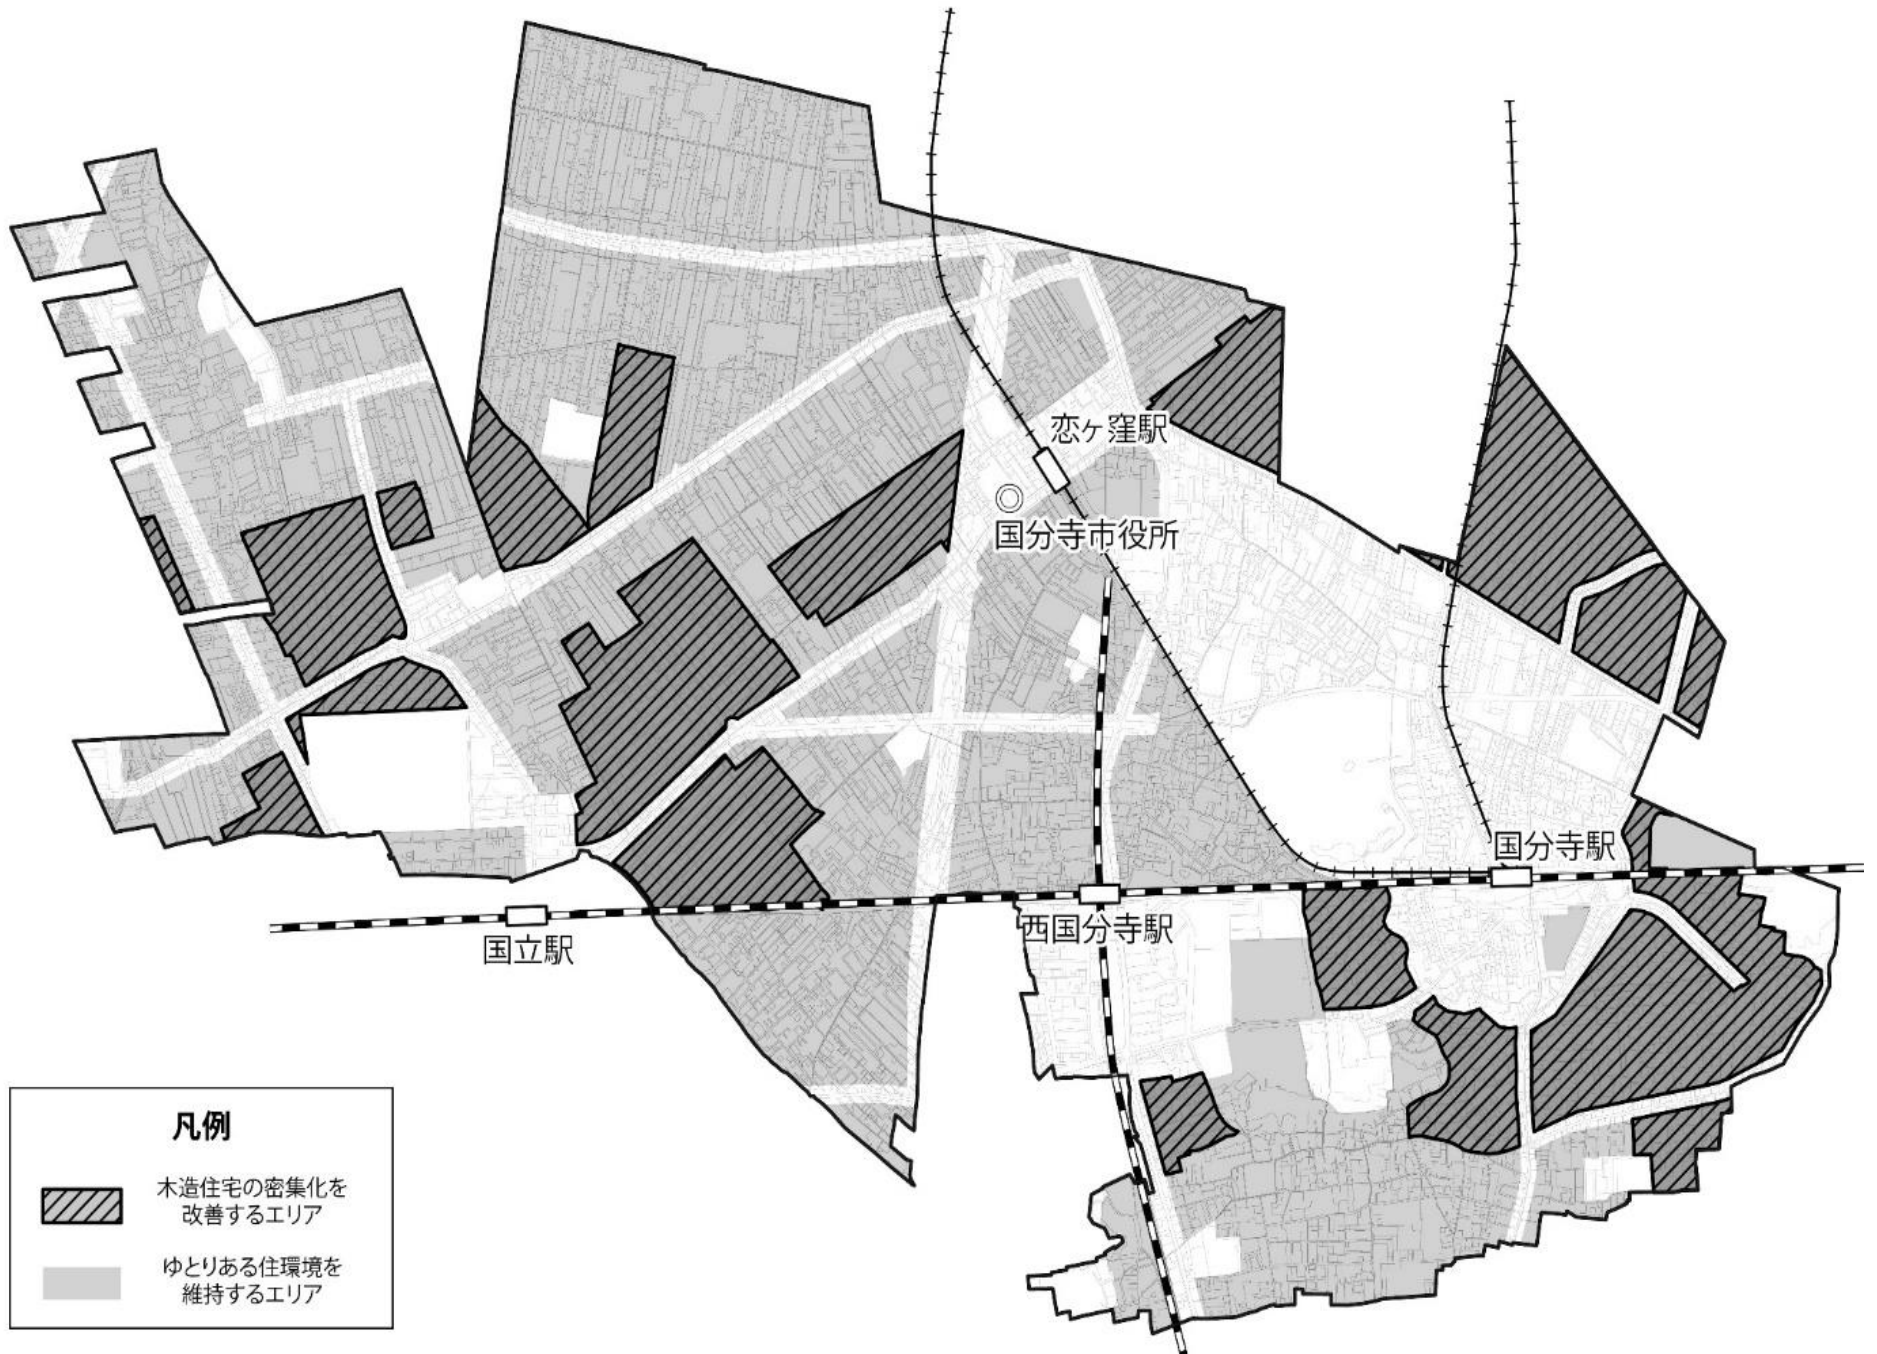 恋ヶ窪駅
国分寺市役所
国分寺駅
西国分寺駅
国立駅
凡例
木造住宅の密集化を
改善するエリア
ゆとりある住環境を
維持するエリア